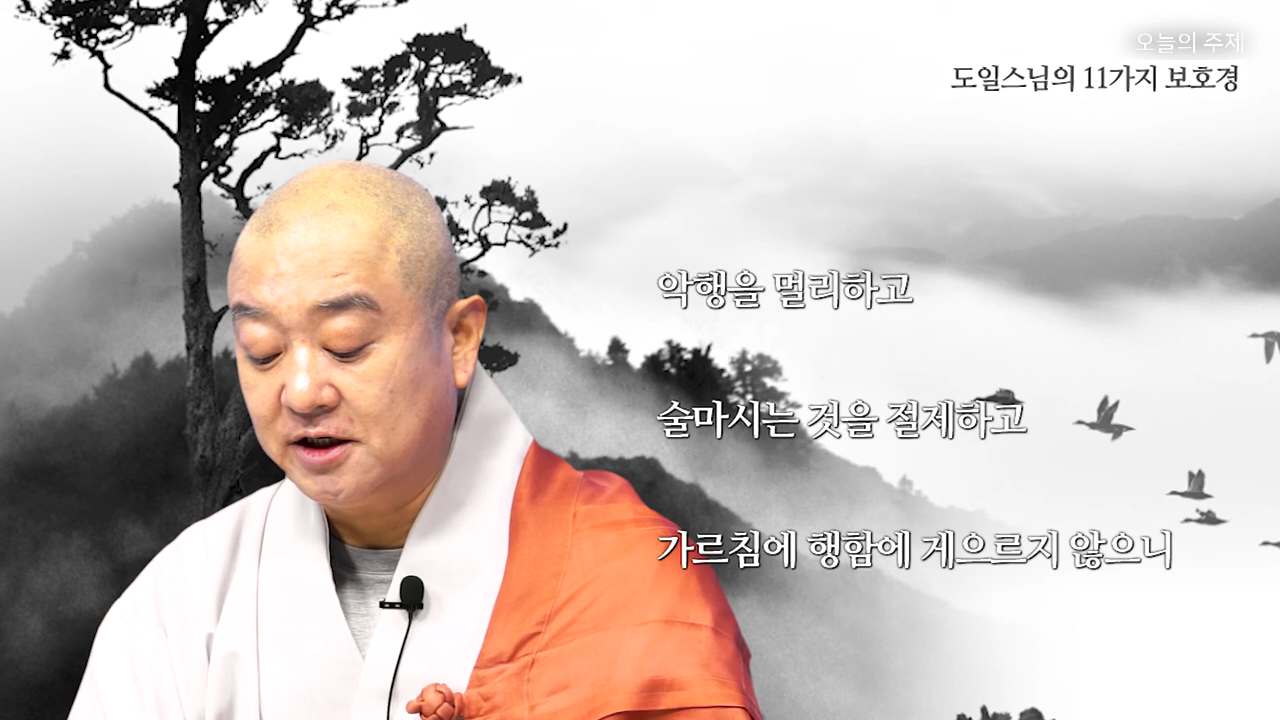 오늘의 주제
도일스님의 11가지 보호경
악행을 멀리하고
술마시는 것을 절제하고
가르침에 행함에 게으르지 않으니